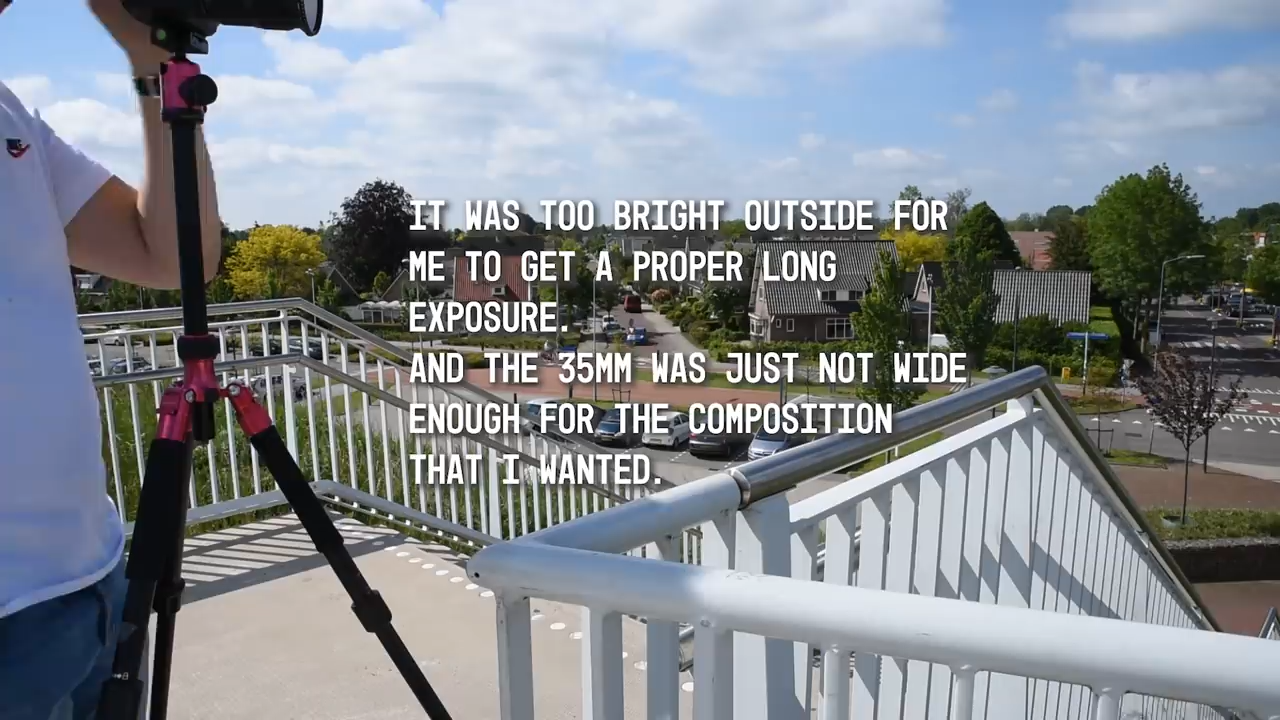 IT WAS TOO BRIGHT OUTSIDE FOR
ME TO GET A PROPER LONG
EXPOSURE.
AND THE 35MM WAS JUST NOT WIDE
ENOUGH FOR THE COMPOSITION
THAT I WANTED.